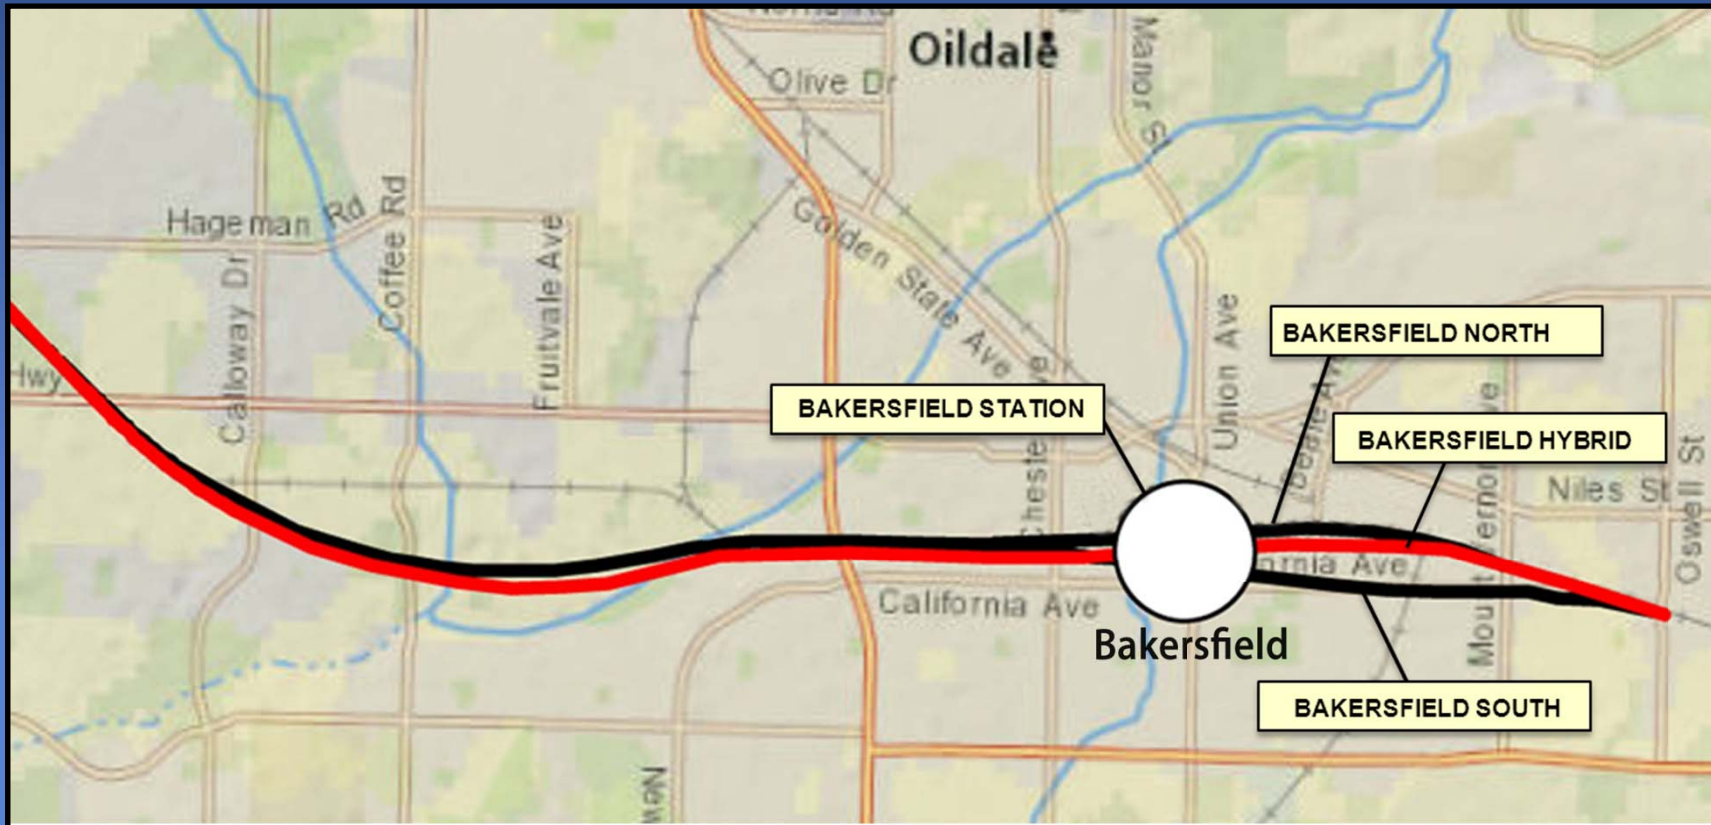 Oildale
Olive Dr
Manor St
Hageman Rd
Coffee Rd
Calloway Dr
Fruitvale Ave
Golden State Ave
Hwy
Union Ave
BAKERSFIELD NORTH
BAKERSFIELD STATION
BAKERSFIELD HYBRID
Niles St
Oswell St
California Ave
Bakersfield
BAKERSFIELD SOUTH